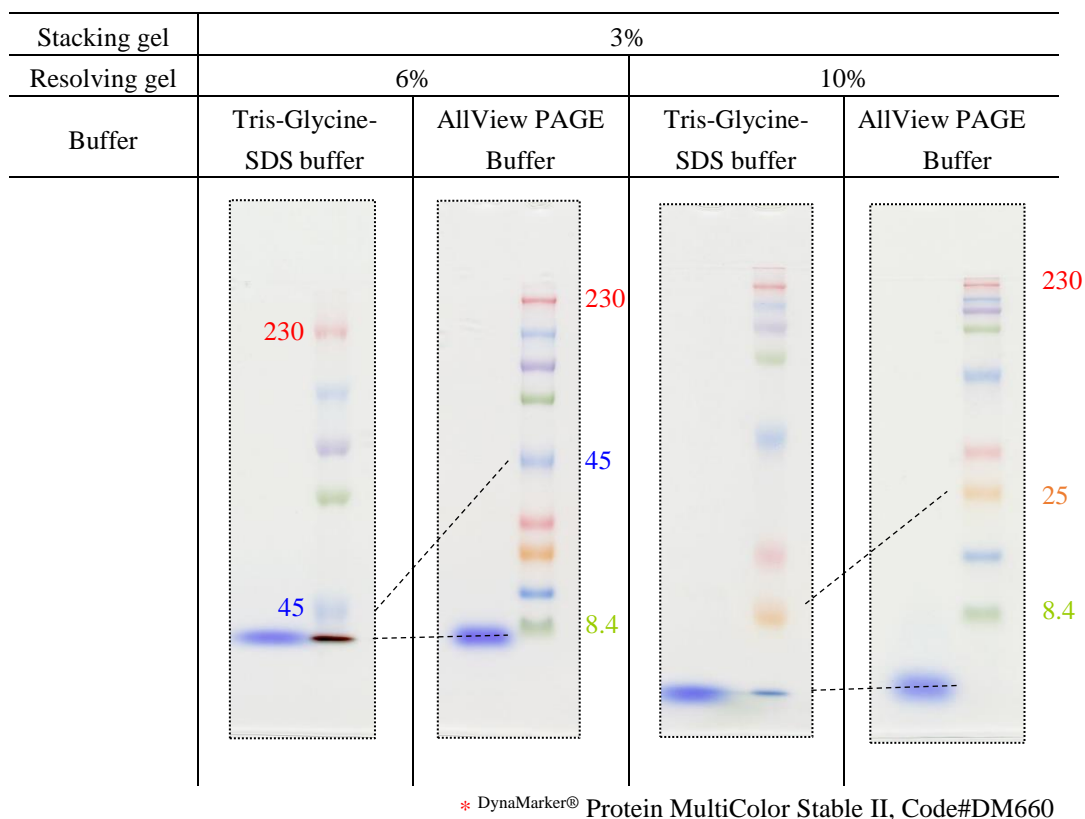 Stacking gel 3%
Resolving gel 6% 10%
Buffer
Tris-Glycine-
SDS buffer
AllView PAGE
Buffer
Tris-Glycine-
SDS buffer
AllView PAGE
Buffer
230
45
230
45
8.4
230
25
8.4
* DynaMarker® Protein MultiColor Stable II, Code#DM660